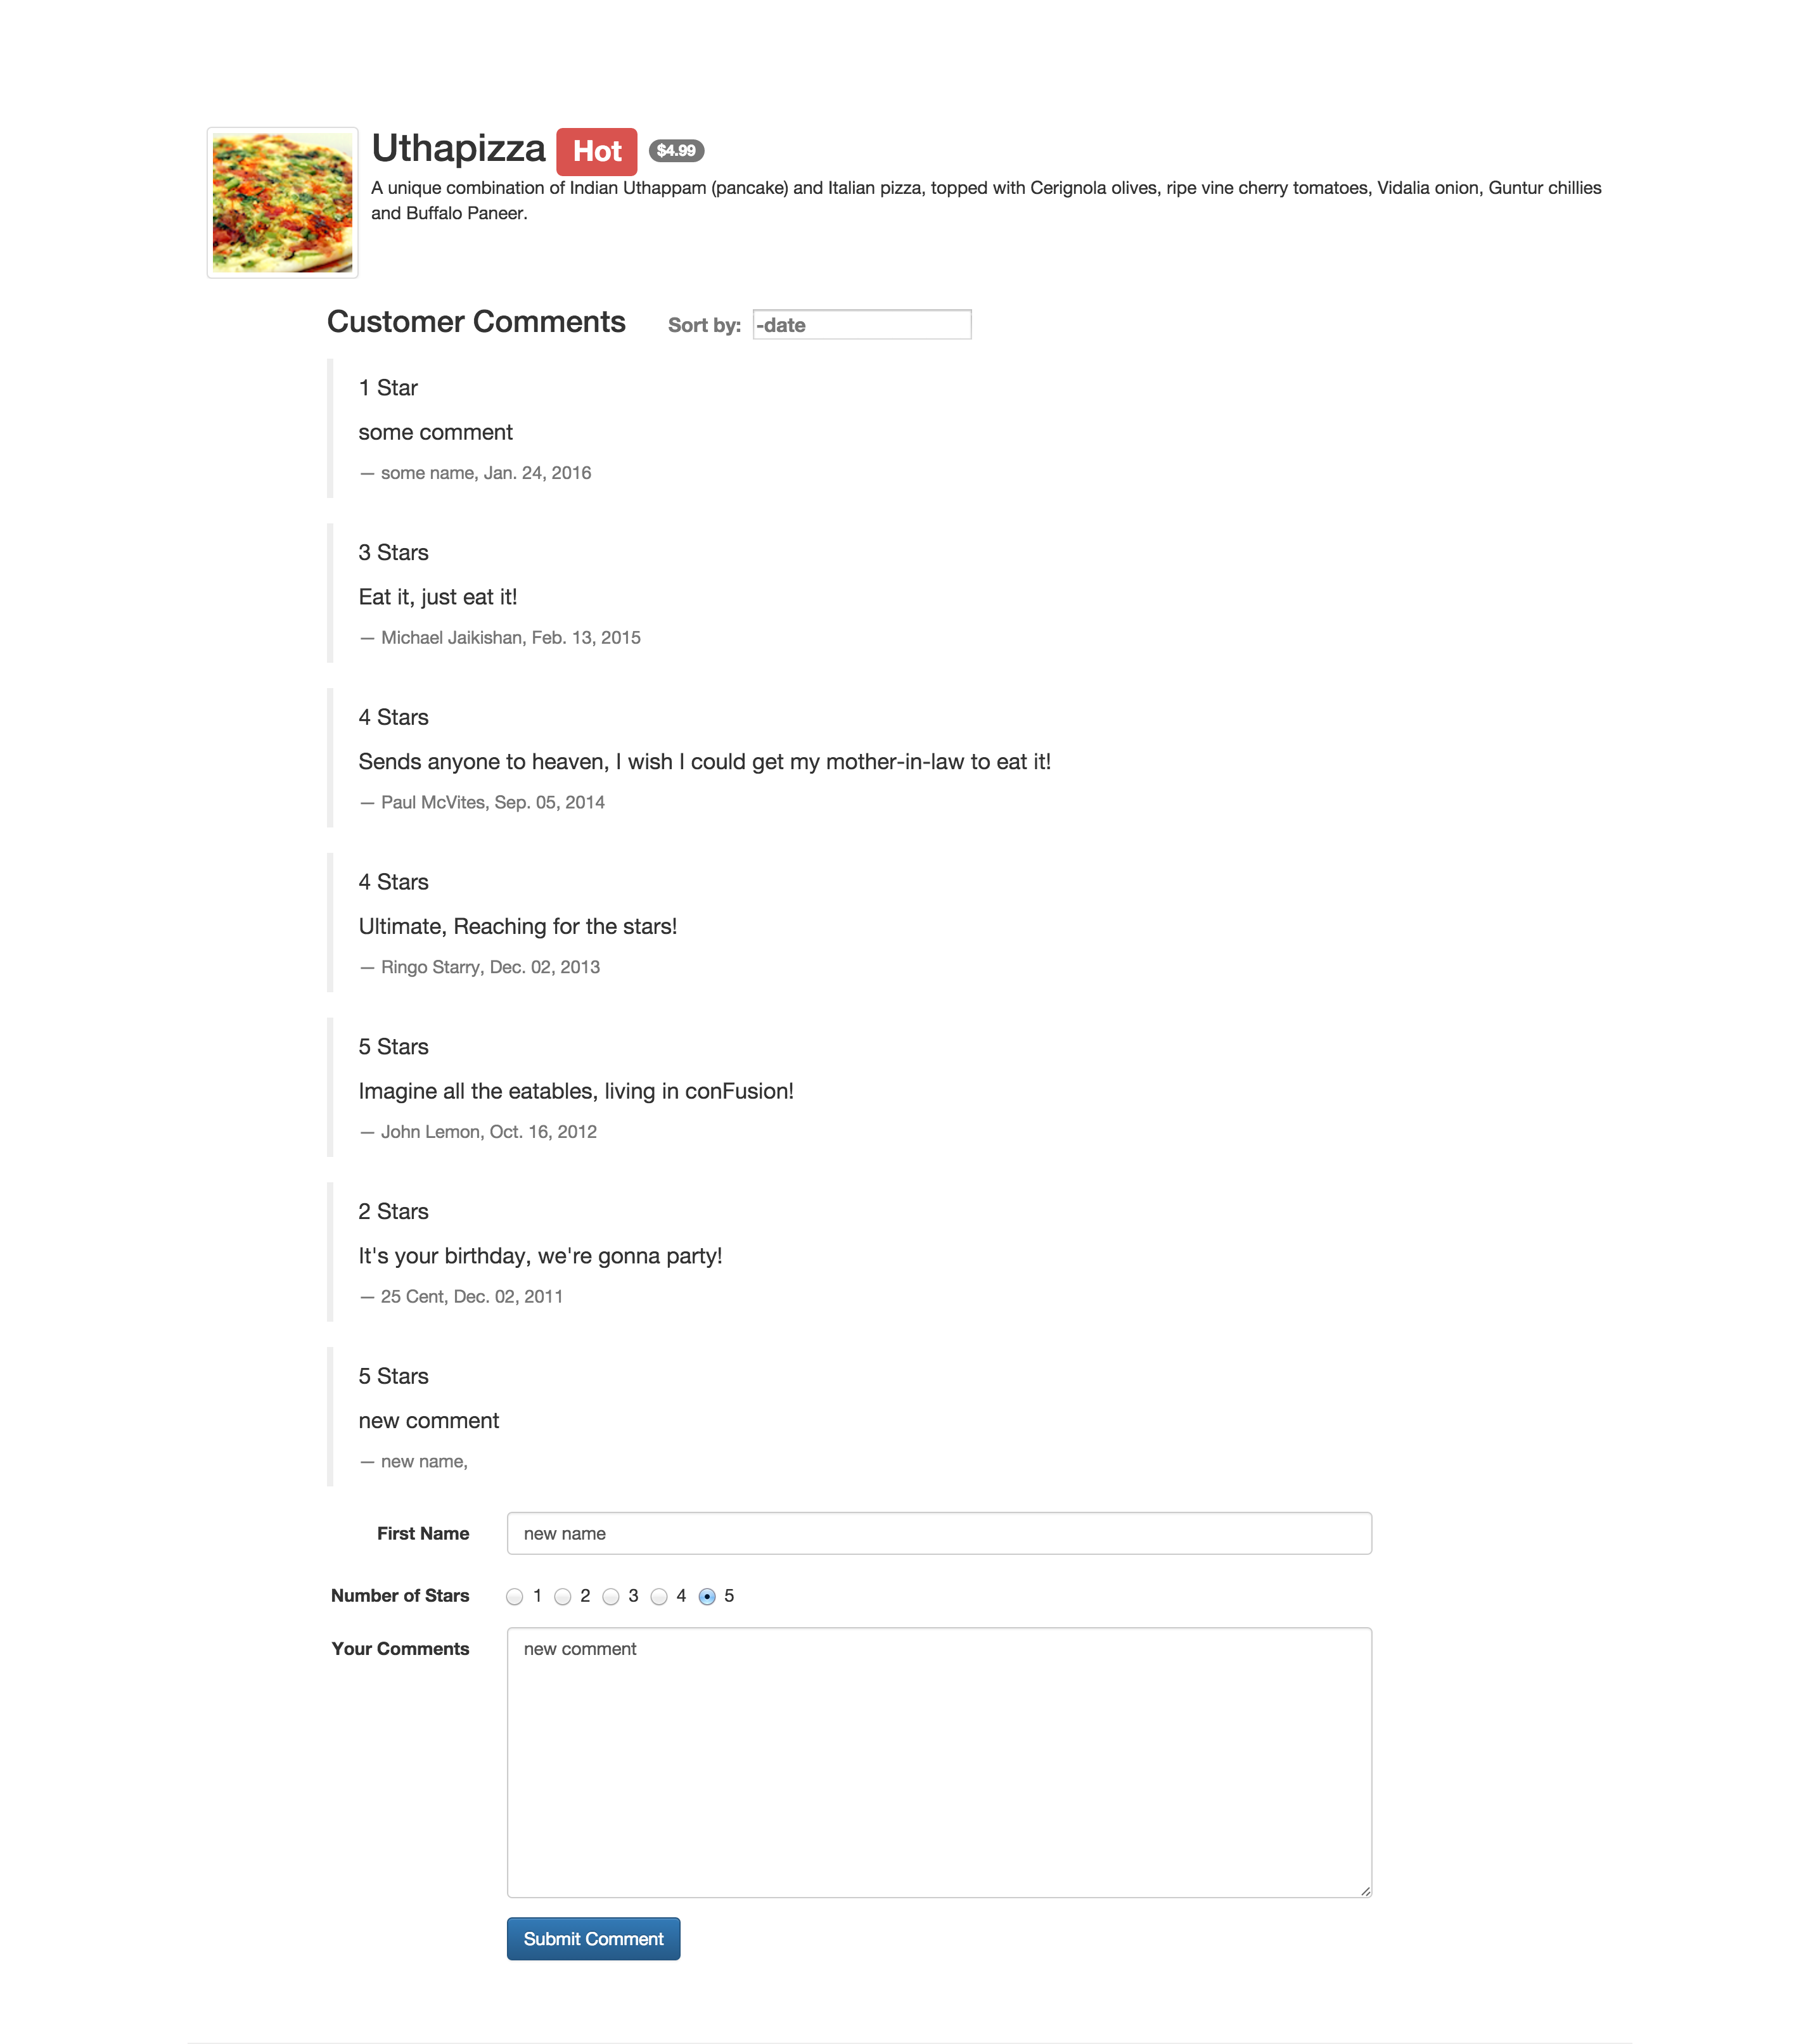 Uthapizza Hot $4.99
A unique combination of Indian Uthappam (pancake) and Italian pizza, topped with Cerignola olives, ripe vine cherry tomatoes, Vidalia onion, Guntur chillies
and Buffalo Paneer.
Customer Comments Sort by: -date
1 Star
some comment
— some name, Jan. 24, 2016
3 Stars
Eat it, just eat it!
— Michael Jaikishan, Feb. 13, 2015
4 Stars
Sends anyone to heaven, I wish I could get my mother-in-law to eat it!
— Paul McVites, Sep. 05, 2014
4 Stars
Ultimate, Reaching for the stars!
— Ringo Starry, Dec. 02, 2013
5 Stars
Imagine all the eatables, living in conFusion!
— John Lemon, Oct. 16, 2012
2 Stars
It's your birthday, we're gonna party!
— 25 Cent, Dec. 02, 2011
5 Stars
new comment
— new name,
First Name new name
Number of Stars 1 2 3 4 5
Your Comments new comment
Submit Comment